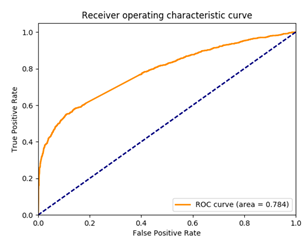 Receiver operating characteristic curve
True Positive Rate
1.0
0.8
0.6
0.4
0.2
0.0
ROC curve (area = 0.784)
0.0 0.2 0.4 0.6 0.8 1.0
False Positive Rate